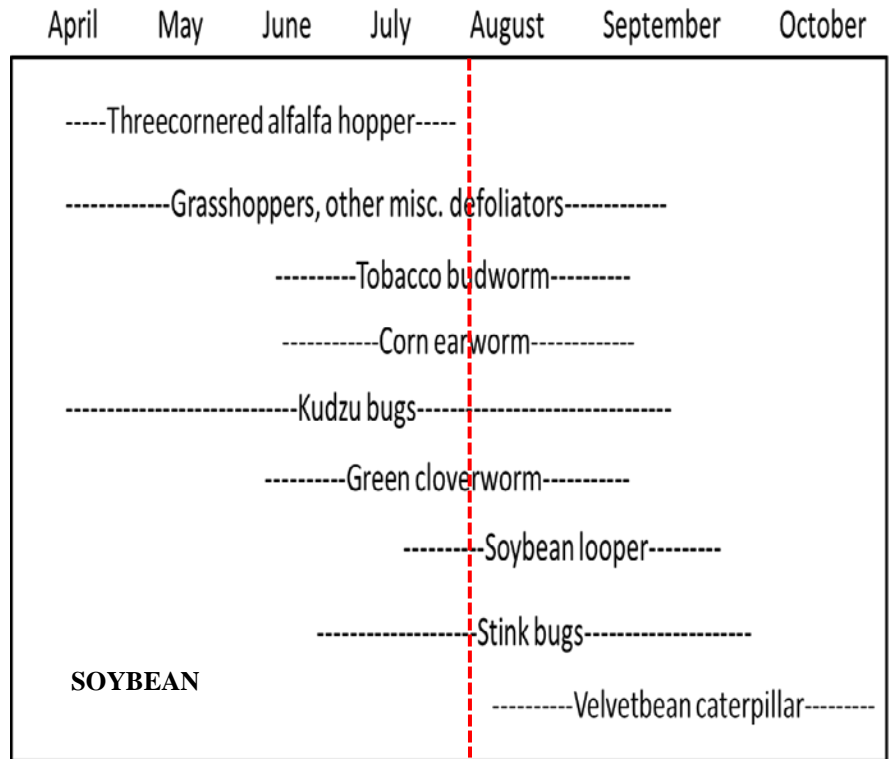 April May June July August September October
-----Threecornered alfalfa hopper-----
-------------Grasshoppers, other misc. defoliators-------------
----------Tobacco budworm----------
------------Corn earworm-------------
-----------------------------Kudzu bugs--------------------------------
----------Green cloverworm-----------
----------Soybean looper---------
--------------------Stink bugs---------------------
SOYBEAN
----------Velvetbean caterpillar---------